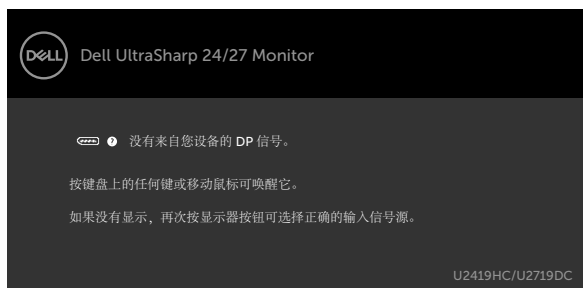 DELL
Dell UltraSharp 24/27 Monitor
? 没有来自您设备的 DP 信号。
按键盘上的任何键或移动鼠标可唤醒它。
如果没有显示，再次按显示器按钮可选择正确的输入信号源。
U2419HC/U2719DC